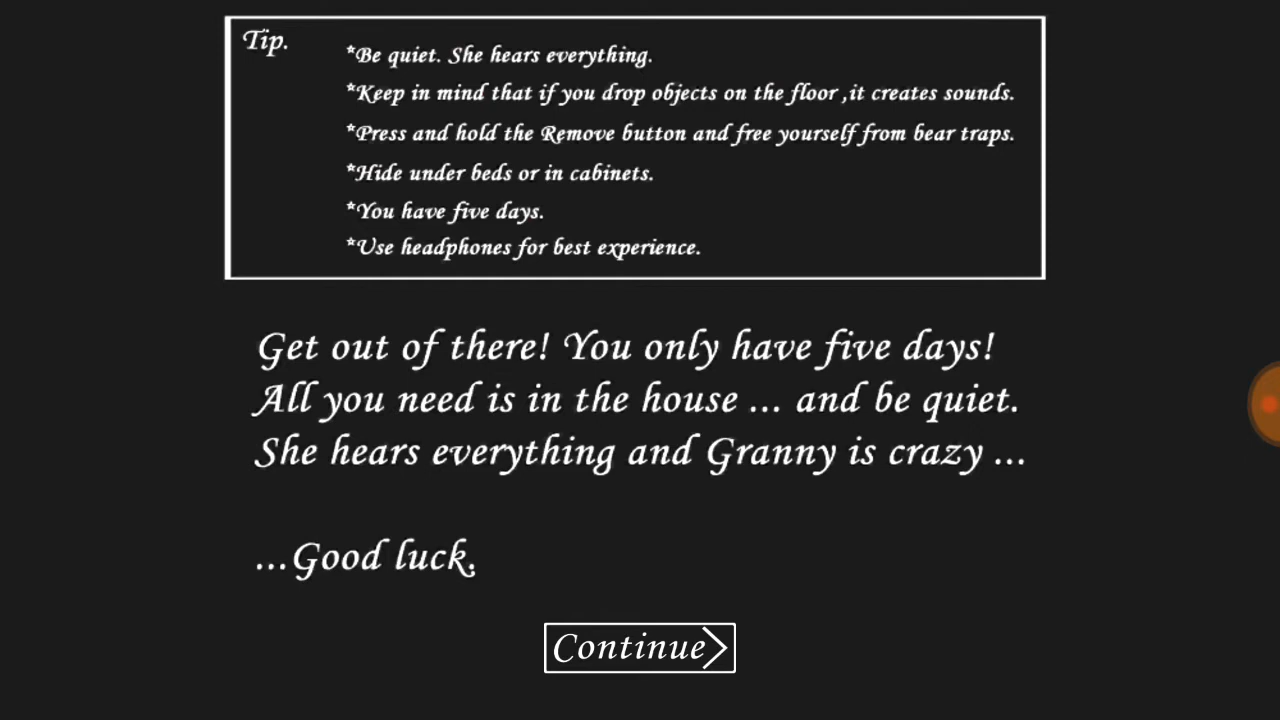 Tip.
*Be quiet. She hears everything.
*Keep in mind that if you drop objects on the floor ,it creates sounds.
*Press and hold the Remove button and free yourself from bear traps.
*Hide under beds or in cabinets.
*You have five days.
*Use headphones for best experience.
Get out of there! You only have five days!
All you need is in the house ... and be quiet.
She hears everything and Granny is crazy ...
...Good luck.
Continue